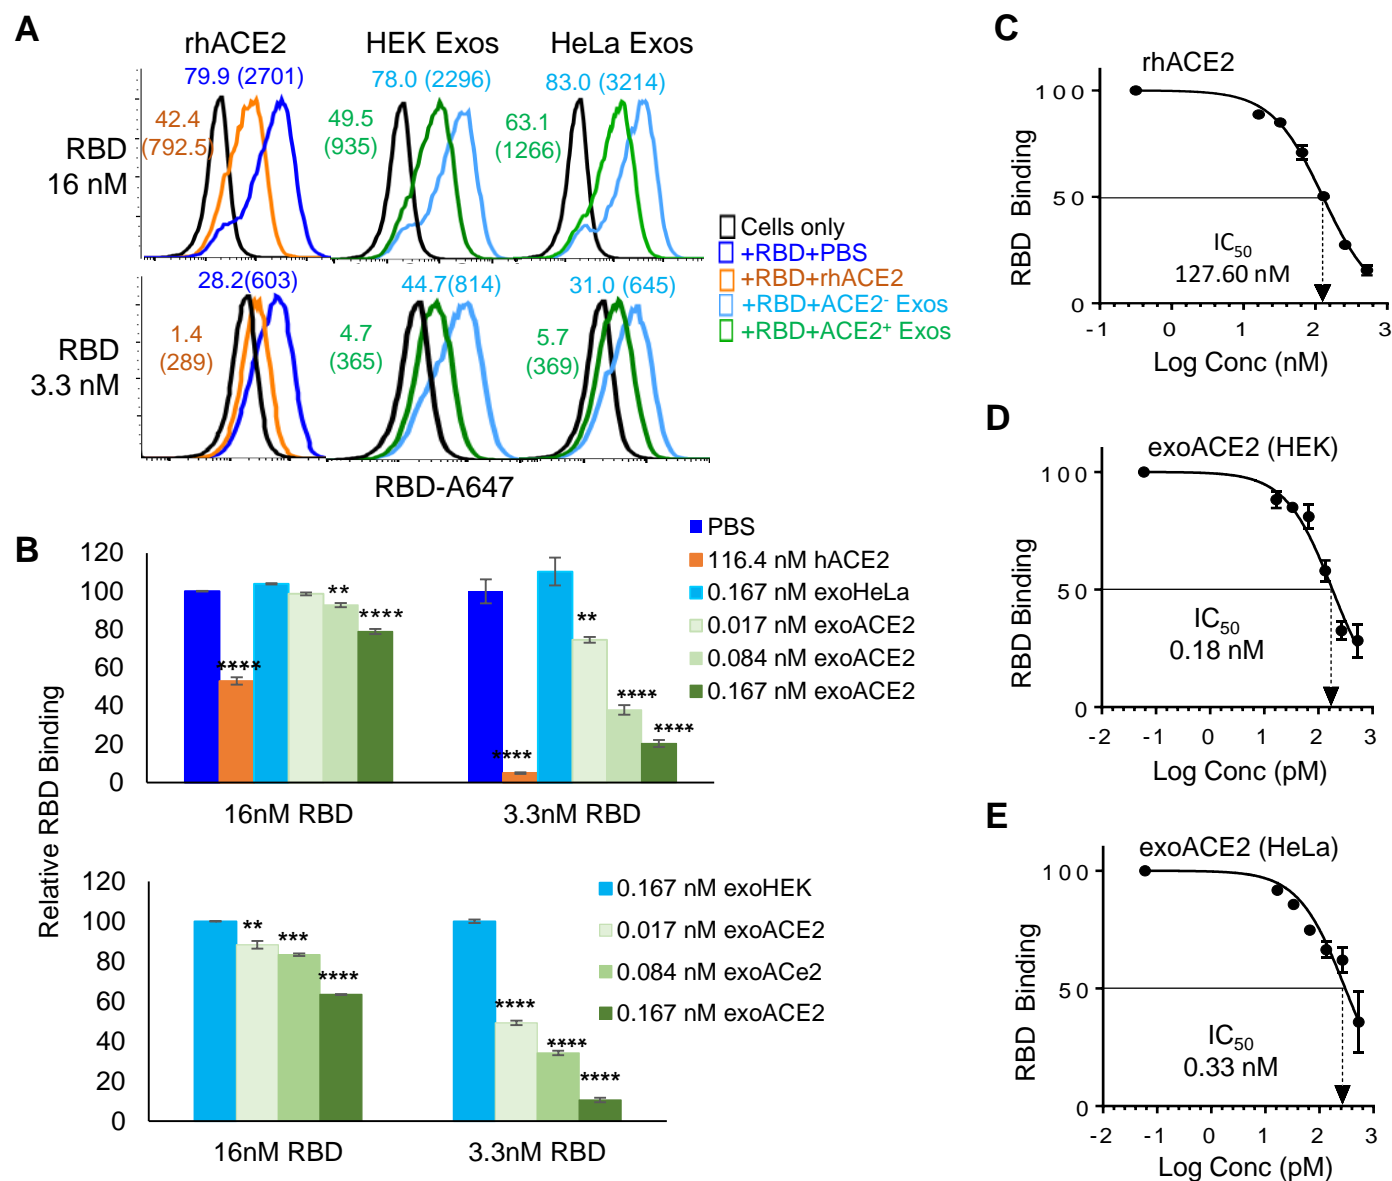 A
rhACE2
HEK Exos
HeLa Exos
79.9 (2701)
78.0 (2296)
83.0 (3214)
42.4
(792.5)
49.5
(935)
63.1
(1266)
RBD
16 nM
28.2(603)
44.7(814)
31.0 (645)
1.4
(289)
4.7
(365)
5.7
(369)
RBD
3.3 nM
RBD-A647
Cells only
+RBD+PBS
+RBD+rhACE2
+RBD+ACE2⁻ Exos
+RBD+ACE2⁺ Exos
B
Relative RBD Binding
120
100
80
60
40
20
0
****
**
****
****
**
****
****
16nM RBD
3.3nM RBD
PBS
116.4 nM hACE2
0.167 nM exoHeLa
0.017 nM exoACE2
0.084 nM exoACE2
0.167 nM exoACE2
120
100
80
60
40
20
0
**
***
****
****
****
****
16nM RBD
3.3nM RBD
0.167 nM exoHEK
0.017 nM exoACE2
0.084 nM exoACe2
0.167 nM exoACE2
C
rhACE2
RBD Binding
100
50
0
IC₅₀
127.60 nM
-1 0 1 2 3
Log Conc (nM)
D
exoACE2 (HEK)
RBD Binding
100
50
0
IC₅₀
0.18 nM
-2 -1 0 1 2 3
Log Conc (pM)
E
exoACE2 (HeLa)
RBD Binding
100
50
0
IC₅₀
0.33 nM
-2 -1 0 1 2 3
Log Conc (pM)